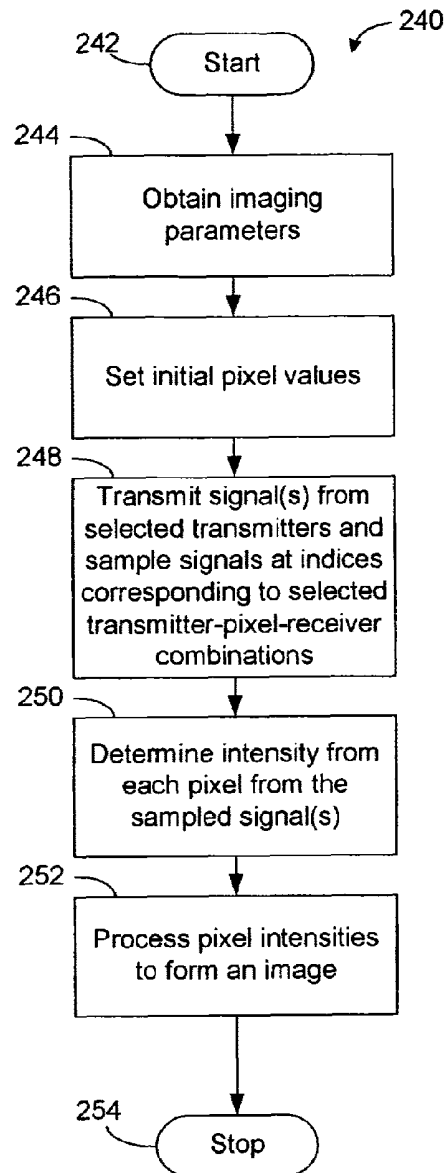 240
242
Start
244
Obtain imaging
parameters
246
Set initial pixel values
248
Transmit signal(s) from
selected transmitters and
sample signals at indices
corresponding to selected
transmitter-pixel-receiver
combinations
250
Determine intensity from
each pixel from the
sampled signal(s)
252
Process pixel intensities
to form an image
254
Stop